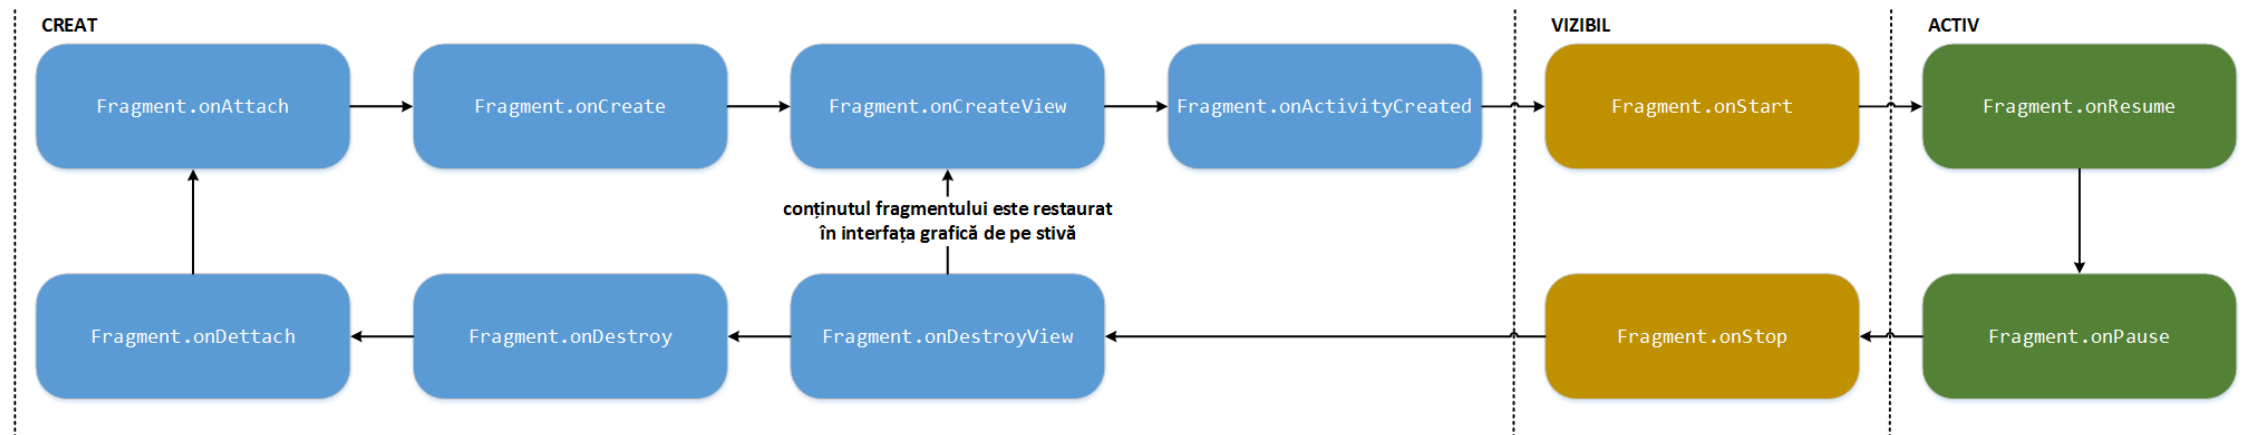 CREAT
VIZIBIL
ACTIV
Fragment.onAttach
Fragment.onCreate
Fragment.onCreateView
Fragment.onActivityCreated
Fragment.onStart
Fragment.onResume
conținutul fragmentului este restaurat
în interfața grafică de pe stivă
Fragment.onDettach
Fragment.onDestroy
Fragment.onDestroyView
Fragment.onStop
Fragment.onPause